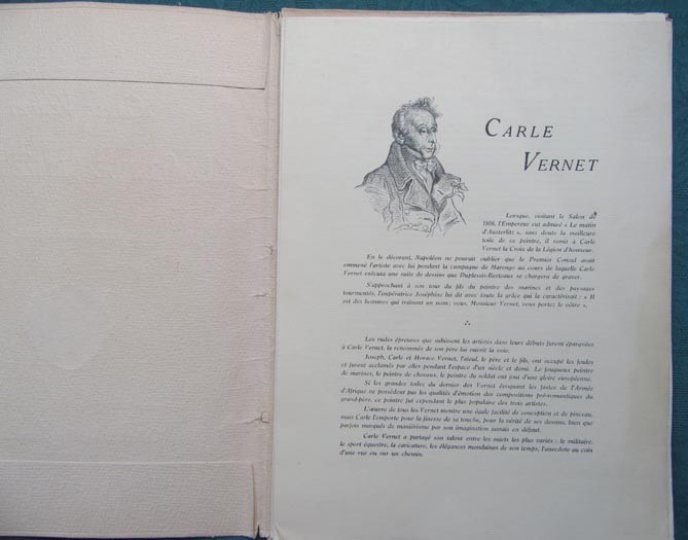 CARLE
VERNET
Lorsque, visitant le Salon de
1808, l'Empereur eut admiré « Le matin
d'Austerlitz », sans doute la meilleure
toile de ce peintre, il remit à Carle
Vernet la Croix de la Légion d'honneur.
En le décorant, Napoléon ne pouvait oublier que le Premier Consul avait
emmené l'artiste avec lui pendant la campagne de Marengo au cours de laquelle Carle
Vernet exécuta une suite de dessins que Duplessis-Bertaux se chargera de graver.
S'approchant à son tour du fils du peintre des marines et des paysages
tourmentés, l'impératrice Joséphine lui dit avec toute la grâce qui la caractérisait : « Il
est des hommes qui traînent un nom; vous, Monsieur Vernet, vous portez le vôtre ».
Les rudes épreuves que subissent les artistes dans leurs débuts furent épargnées
à Carle Vernet, la renommée de son père lui ouvrit la voie.
Joseph, Carle et Horace Vernet, l'aïeul, le père et le fils, ont occupé les foules
et furent acclamés par elles pendant l'espace d'un siècle et demi. Le fougueux peintre
de marines, le peintre de chevaux, le peintre du soldat ont joui d'une gloire européenne.
Si les grandes toiles du dernier des Vernet évoquant les fastes de l'Armée
d'Afrique ne possèdent pas les qualités d'émotion des compositions pré-romantiques du
grand-père, ce peintre fut cependant le plus populaire des trois artistes.
L'œuvre de tous les Vernet montre une égale facilité de conception et de pinceau,
mais Carle l'emporte pour la finesse de sa touche, pour la vérité de ses dessins, bien que
parfois marqués de maniérisme par son imagination jamais en défaut.
Carle Vernet a partagé son talent entre les sujets les plus variés : le militaire,
le sport équestre, la caricature, les élégances mondaines de son temps, l'anecdote au coin
d'une rue ou sur un chemin.